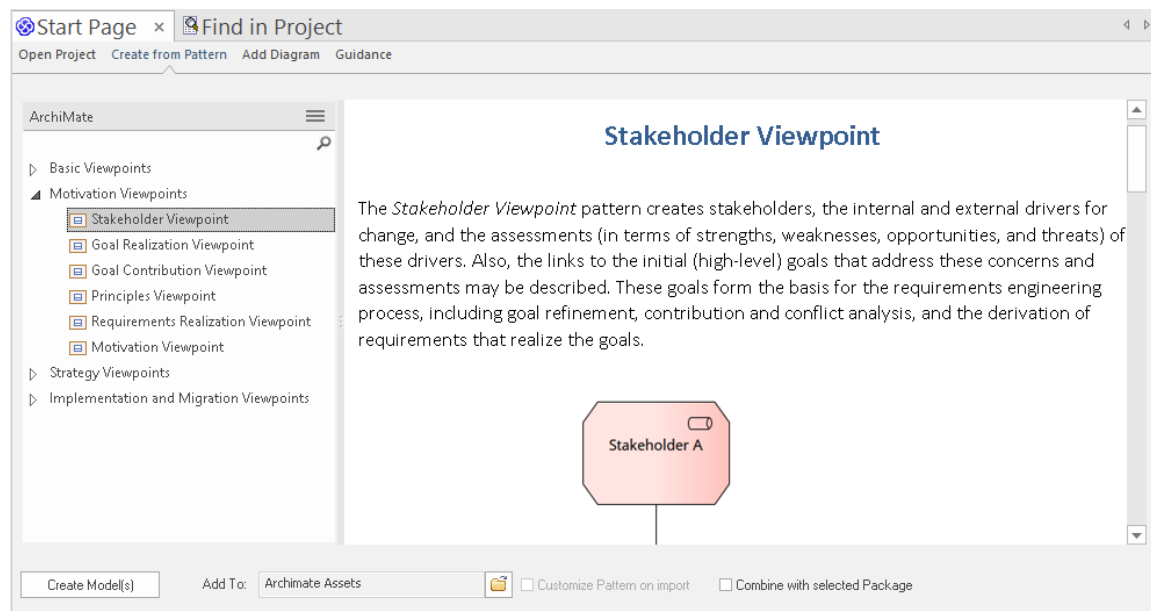 Start Page × Find in Project
Open Project Create from Pattern Add Diagram Guidance
ArchiMate
Basic Viewpoints
Motivation Viewpoints
Stakeholder Viewpoint
Goal Realization Viewpoint
Goal Contribution Viewpoint
Principles Viewpoint
Requirements Realization Viewpoint
Motivation Viewpoint
Strategy Viewpoints
Implementation and Migration Viewpoints
Stakeholder Viewpoint
The Stakeholder Viewpoint pattern creates stakeholders, the internal and external drivers for
change, and the assessments (in terms of strengths, weaknesses, opportunities, and threats) of
these drivers. Also, the links to the initial (high-level) goals that address these concerns and
assessments may be described. These goals form the basis for the requirements engineering
process, including goal refinement, contribution and conflict analysis, and the derivation of
requirements that realize the goals.
Stakeholder A
Create Model(s) Add To: Archimate Assets Customize Pattern on import Combine with selected Package